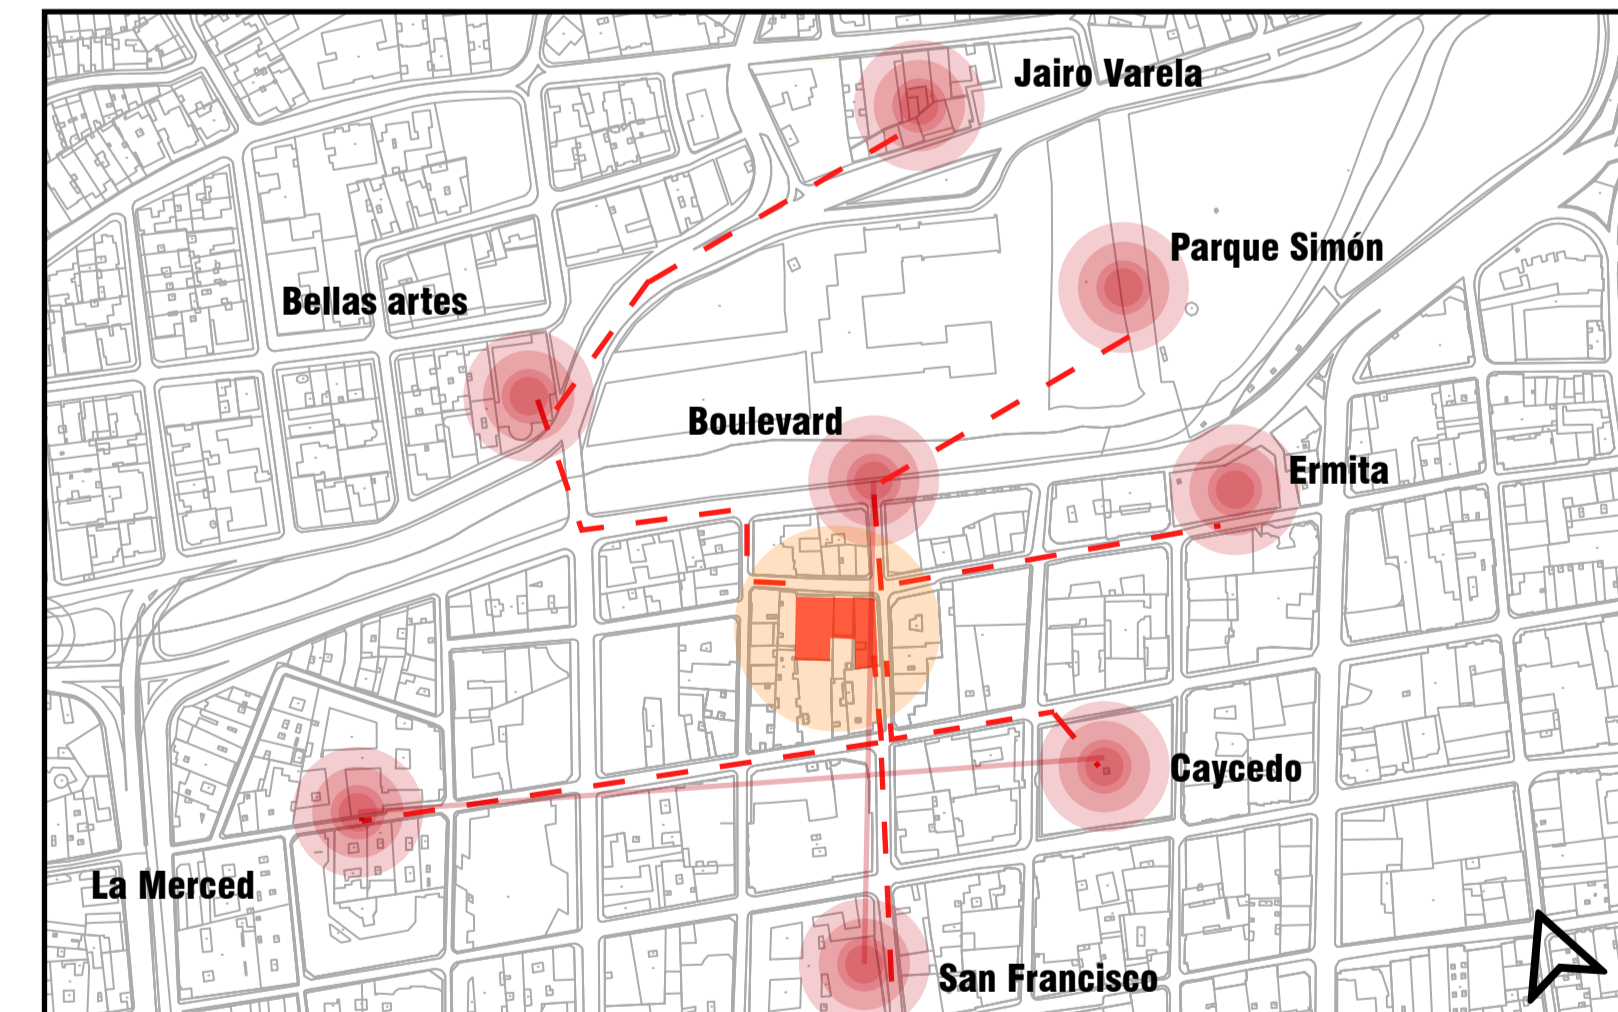 Jairo Varela
Parque Simón
Bellas artes
Boulevard
Ermita
Caycedo
La Merced
San Francisco